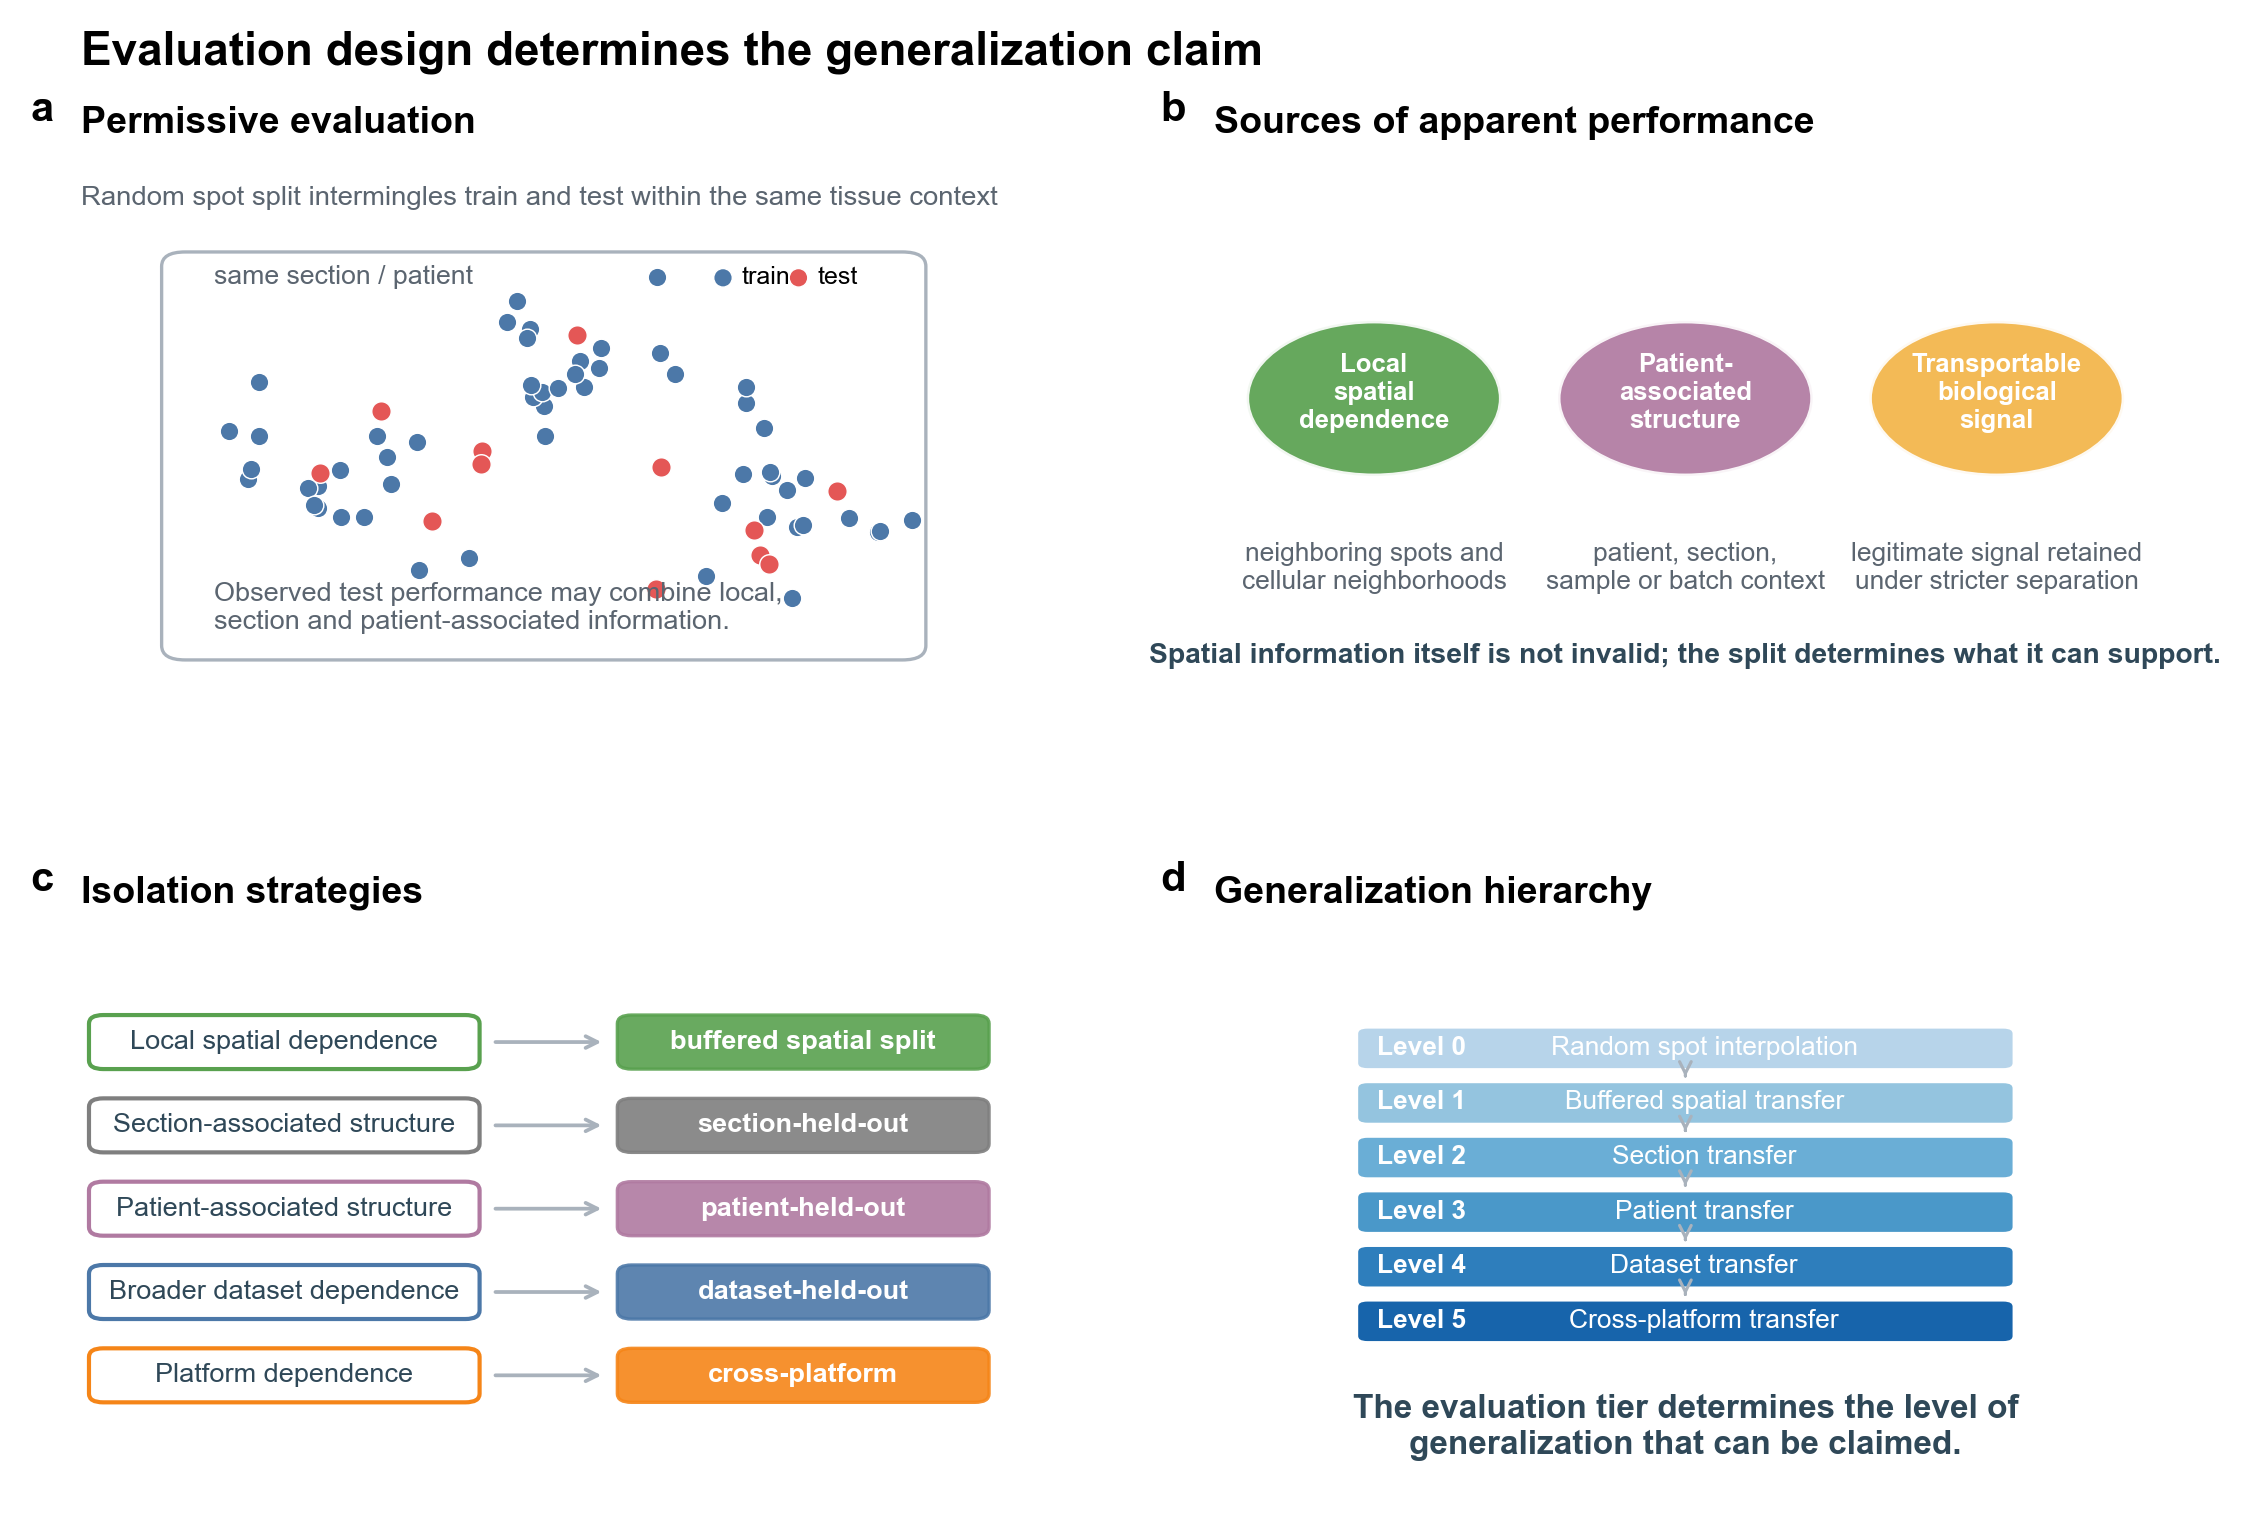 Evaluation design determines the generalization claim
a
Permissive evaluation
Random spot split intermingles train and test within the same tissue context
same section / patient
train
test
Observed test performance may combine local,
section and patient-associated information.
b
Sources of apparent performance
Local
spatial
dependence
Patient-
associated
structure
Transportable
biological
signal
neighboring spots and
cellular neighborhoods
patient, section,
sample or batch context
legitimate signal retained
under stricter separation
Spatial information itself is not invalid; the split determines what it can support.
c
Isolation strategies
Local spatial dependence
buffered spatial split
Section-associated structure
section-held-out
Patient-associated structure
patient-held-out
Broader dataset dependence
dataset-held-out
Platform dependence
cross-platform
d
Generalization hierarchy
Level 0 Random spot interpolation
Level 1 Buffered spatial transfer
Level 2 Section transfer
Level 3 Patient transfer
Level 4 Dataset transfer
Level 5 Cross-platform transfer
The evaluation tier determines the level of
generalization that can be claimed.